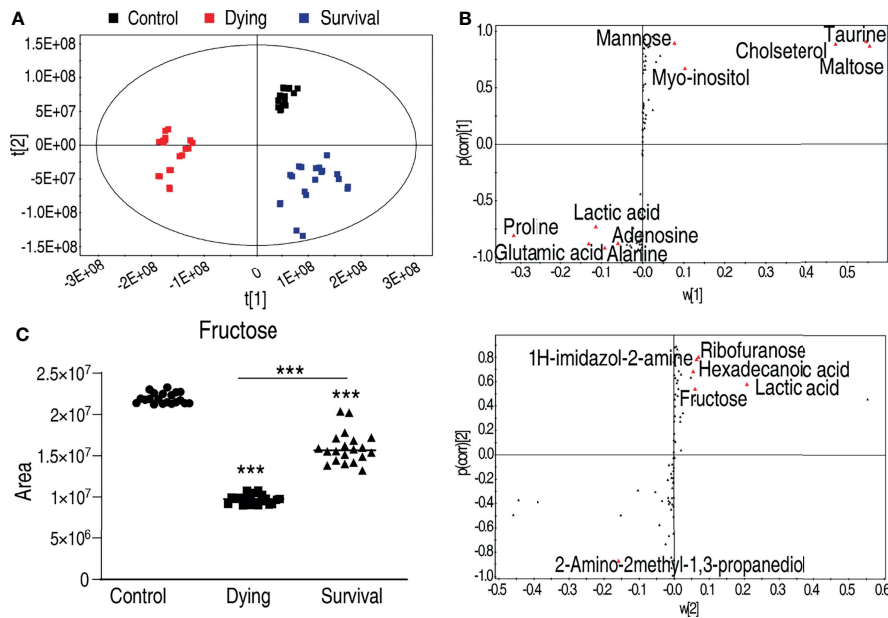 A
Control Dying Survival
1.5E+08
1.0E+08
5E+07
0E+00
-5E+07
-1.0E+08
-1.5E+08
t[2]
-3E+08 -2E+08 -1E+08 0 1E+08 2E+08 3E+08
t[1]
B
1.0
0.5
0.0
-0.5
-1.0
p(corr)[1]
Mannose
Myo-inositol
Taurine
Cholseterol
Maltose
Lactic acid
Proline
Adenosine
Glutamic acid
Alanine
-0.3 -0.2 -0.1 -0.0 0.1 0.2 0.3 0.4 0.5 0.6
w[1]
C
Fructose
2.5×10⁷
2×10⁷
1.5×10⁷
1×10⁷
5×10⁶
0
Area
***
***
***
Control Dying Survival
0.8
0.6
0.4
0.2
0.0
-0.2
-0.4
-0.6
-0.8
-1.0
p(corr)[2]
1H-imidazol-2-amine
Ribofuranose
Hexadecanoic acid
Lactic acid
Fructose
2-Amino-2methyl-1,3-propanediol
-0.5 -0.4 -0.3 -0.2 -0.1 -0.0 0.1 0.2 0.3 0.4 0.5 0.6
w[2]